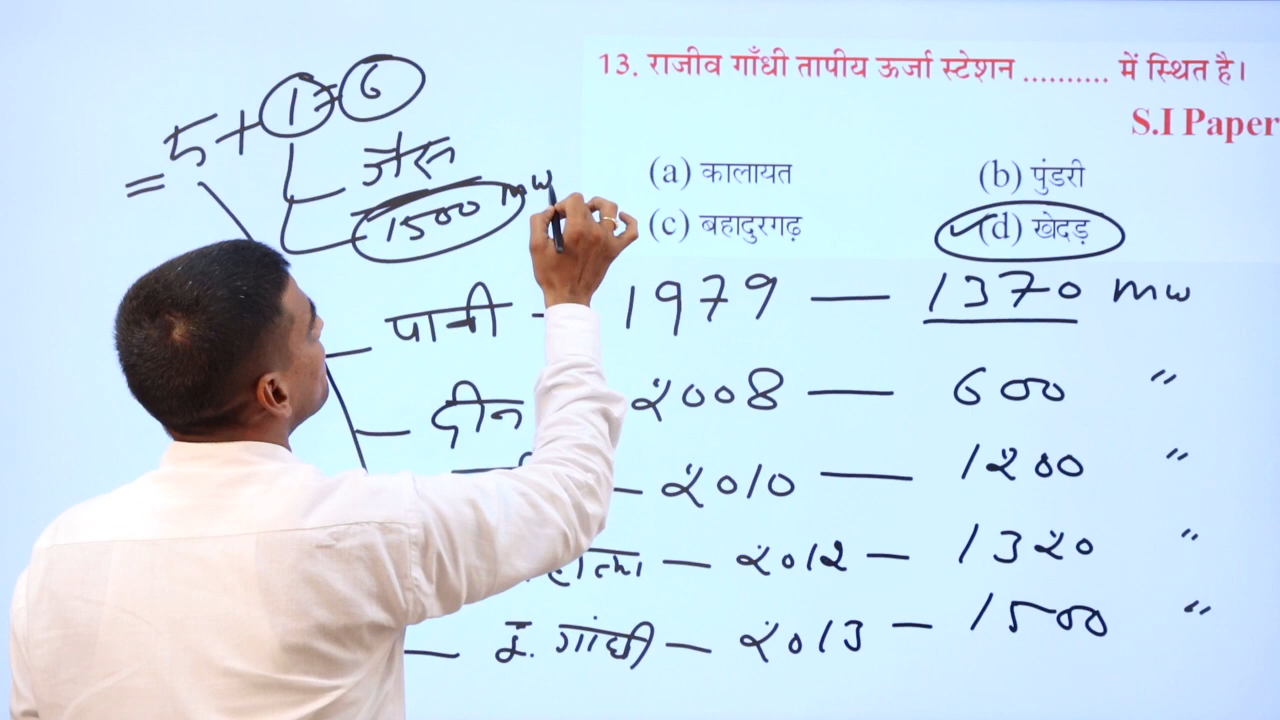 13. राजीव गाँधी तापीय ऊर्जा स्टेशन .......... में स्थित है।
S.I Paper
(a) कालायत (b) पुंडरी
(c) बहादुरगढ़ (d) खेदड़
= 5 + 1 = 6
1500 mw
पानी - 1979 — 1370 mw
दीन 2008 — 600 "
— 2010 — 1200 "
— 2012 — 1320 "
— इ. गांधी — 2013 — 1500 "